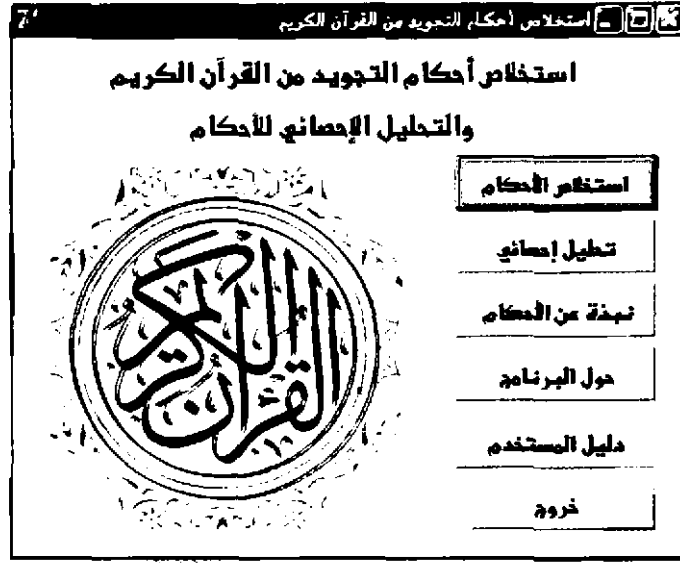 استخلاص أحكام التجويد من القرآن الكريم
استخلاص أحكام التجويد من القرآن الكريم
والتحليل الإحصائي للأحكام
استخلاص الأحكام
تحليل إحصائي
نبذة عن الأحكام
حول البرنامج
دليل المستخدم
خروج
القرآن الكريم